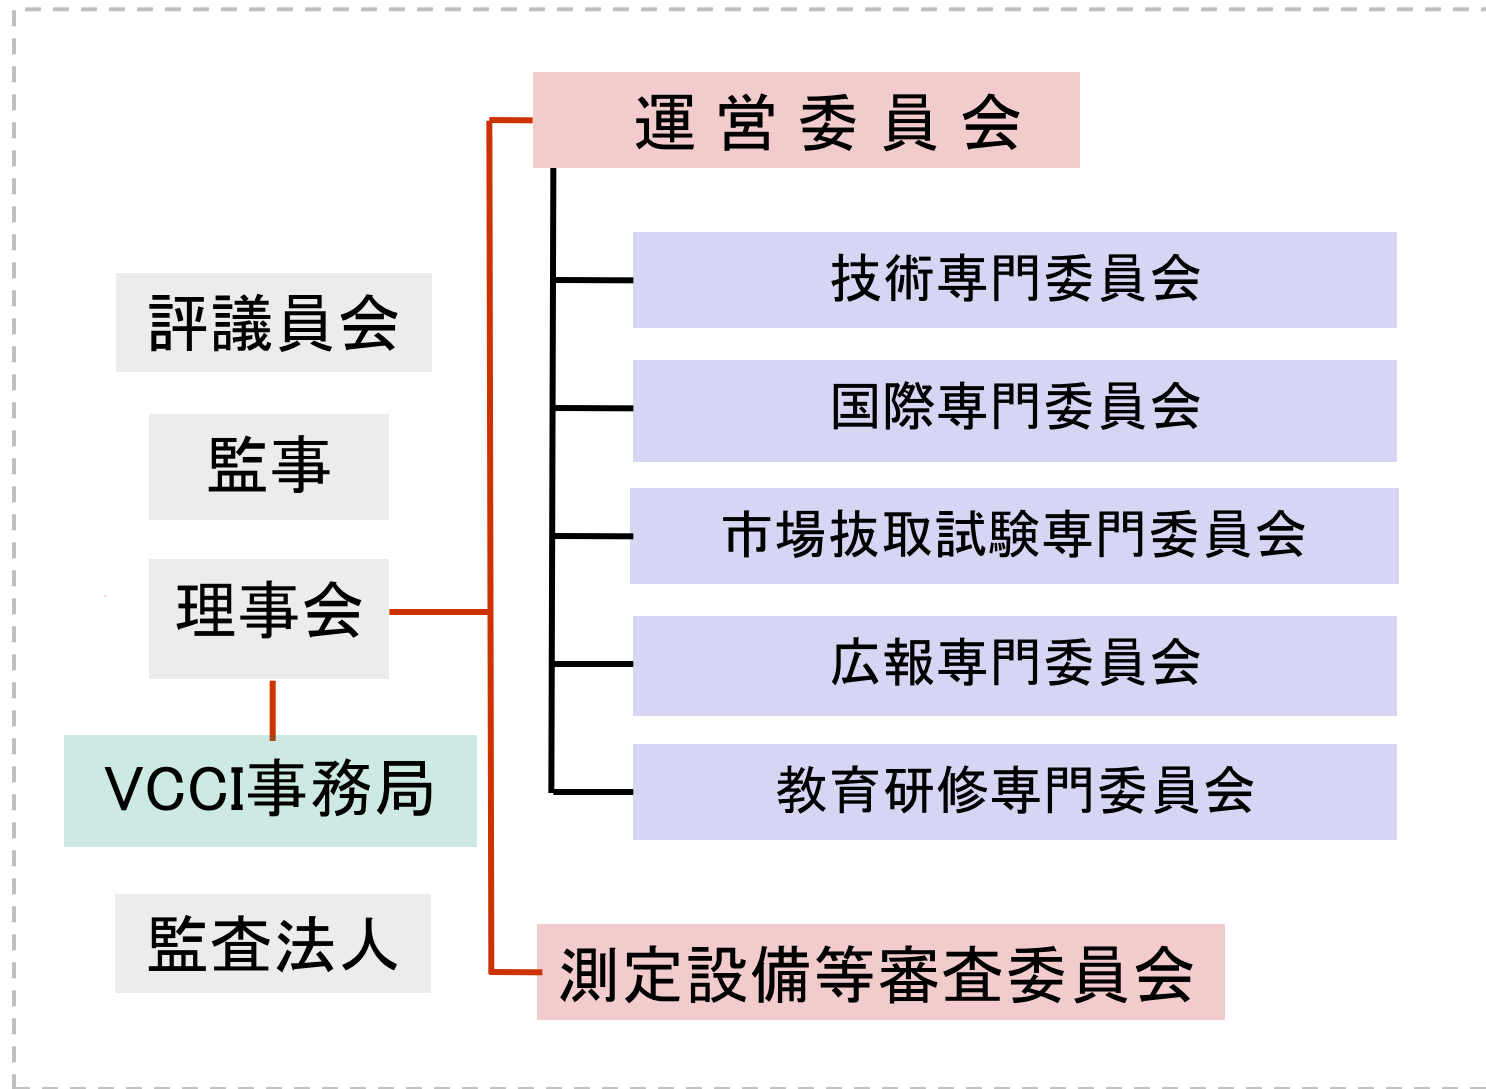 運営委員会
技術専門委員会
国際専門委員会
市場抜取試験専門委員会
広報専門委員会
教育研修専門委員会
測定設備等審査委員会
評議員会
監事
理事会
VCCI事務局
監査法人